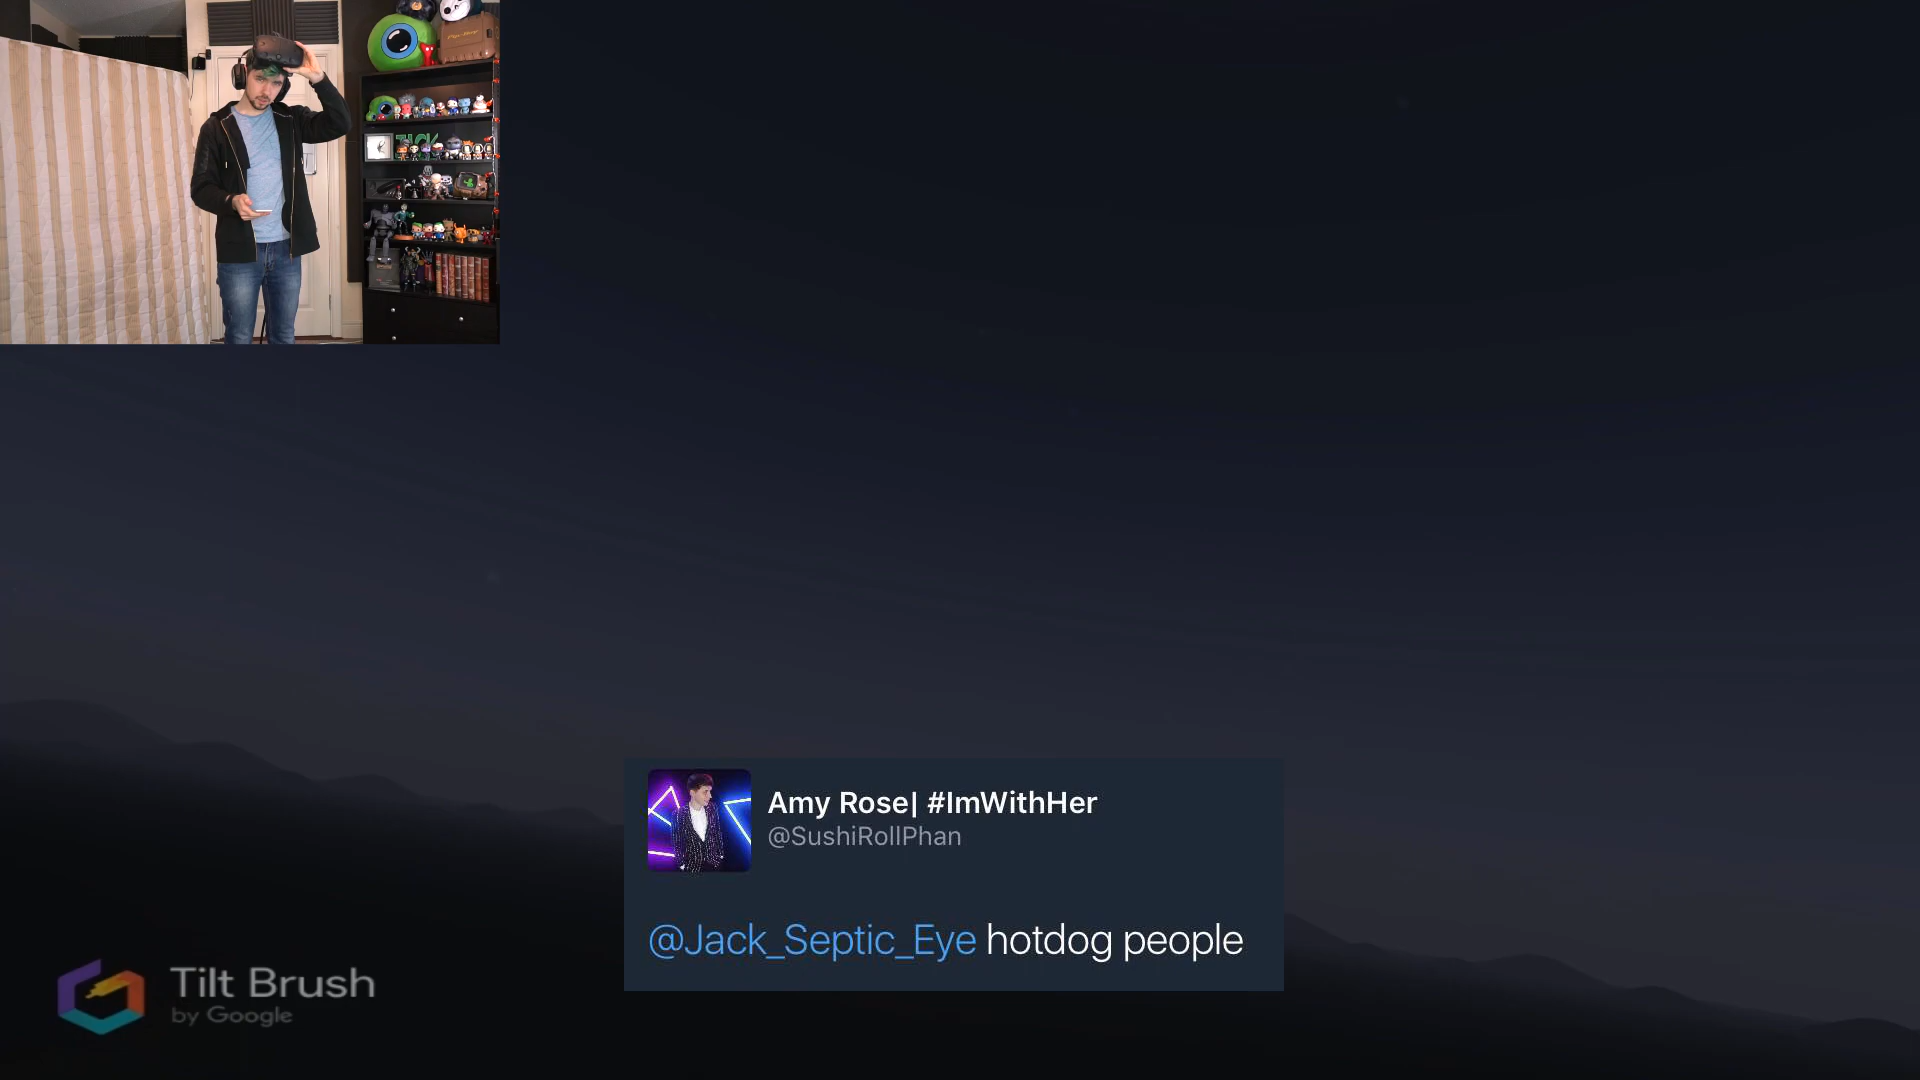 Amy Rose| #ImWithHer
@SushiRollPhan
@Jack_Septic_Eye hotdog people
Tilt Brush
by Google